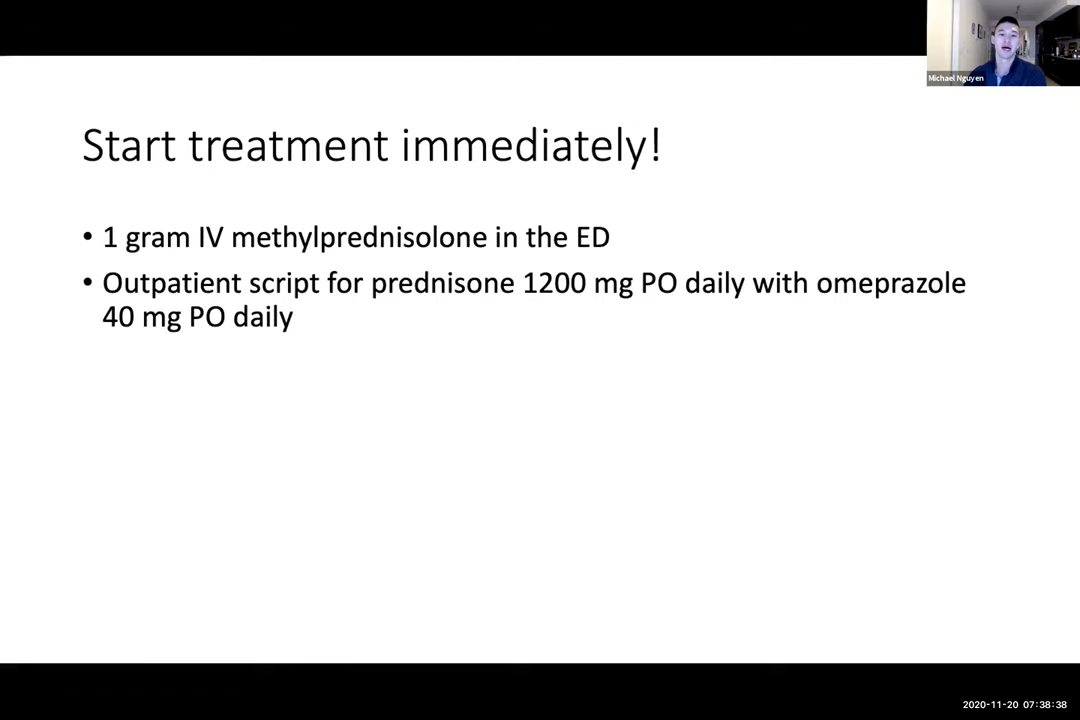 Michael Nguyen
Start treatment immediately!
• 1 gram IV methylprednisolone in the ED
• Outpatient script for prednisone 1200 mg PO daily with omeprazole
40 mg PO daily
2020-11-20 07:38:38